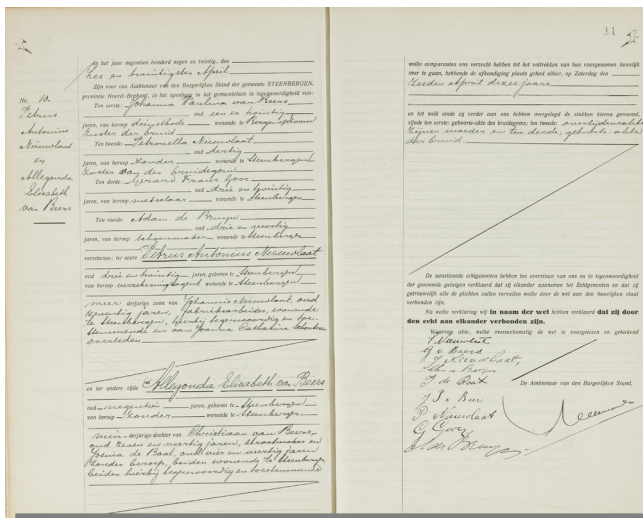 No. 10.
Petrus
Antonius
Nieuwlaat
en
Allegonda
Elisabeth
van Beers
In het jaar negentien honderd negen en twintig, den
Zes en twintigsten April
Zijn voor ons Ambtenaar van den Burgerlijken Stand der gemeente STEENBERGEN,
provincie Noord-Brabant, in het openbaar in het gemeentehuis in tegenwoordigheid van:
Ten eerste: Johanna Paulina van Beers
oud een en twintig
jaren, van beroep dienstbode wonende te Bergen op Zoom
zuster der bruid
Ten tweede: Petronella Nieuwlaat
oud dertig
jaren, van beroep zonder wonende te Steenbergen
zuster van den bruidegom
Ten derde: Gerard Frans Goor
oud drie en twintig
jaren, van beroep metselaar wonende te Steenbergen
Ten vierde: Adam de Bruyn
oud drie en veertig
jaren, van beroep schoenmaker wonende te Steenbergen
verschenen: ter eenre Petrus Antonius Nieuwlaat
oud drie en twintig jaren, geboren te Steenbergen
van beroep verzekeringsagent wonende te Steenbergen
meerderjarige zoon van Johannis Nieuwlaat, oud
zeventig jaren, fabrieksarbeider, wonende
te Steenbergen, hierbij tegenwoordig en toe-
stemmende en van Joanna Catharina
overleden
en ter andere zijde Allegonda Elisabeth van Beers
oud negentien jaren, geboren te Steenbergen
van beroep zonder wonende te Steenbergen
minderjarige dochter van Christiaan van Beers,
oud zeven en veertig jaren, straatmaker en
Josina de Baat, oud vier en veertig jaren
zonder beroep, beiden wonende te Steenbergen
beiden hierbij tegenwoordig en toestemmende
11
welke comparanten ons verzocht hebben tot het voltrekken van hun voorgenomen huwelijk
over te gaan, hebbende de afkondiging plaats gehad alhier, op Zaterdag den
zesden April dezes jaars
en tot welk einde zij verder aan ons hebben overgelegd de stukken hierna genoemd,
zijnde ten eerste: geboorte-akte des bruidegoms; ten tweede: overlijdensakte
zijner moeder en ten derde, geboorte-akte
der bruid.
De aanstaande echtgenooten hebben ten overstaan van ons en in tegenwoordigheid
der genoemde getuigen verklaard dat zij elkander aannemen tot Echtgenooten en dat zij
getrouwelijk alle de plichten zullen vervullen welke door de wet aan den huwelijken staat
verbonden zijn.
Na welke verklaring wij in naam der wet hebben verklaard dat zij door
den echt aan elkander verbonden zijn.
Waarvan akte, welke overeenkomstig de wet is voorgelezen en geteekend
De Ambtenaar van den Burgerlijken Stand,
P. Nieuwlaat
G. Goor
A. de Bruyn